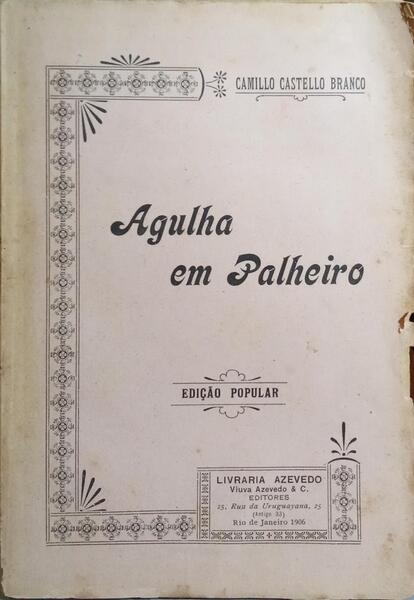 CAMILLO CASTELLO BRANCO
Agulha
em Palheiro
EDIÇÃO POPULAR
LIVRARIA AZEVEDO
Viuva Azevedo & C.
EDITORES
25, Rua da Uruguayana, 25
(Antigo 33)
Rio de Janeiro 1906